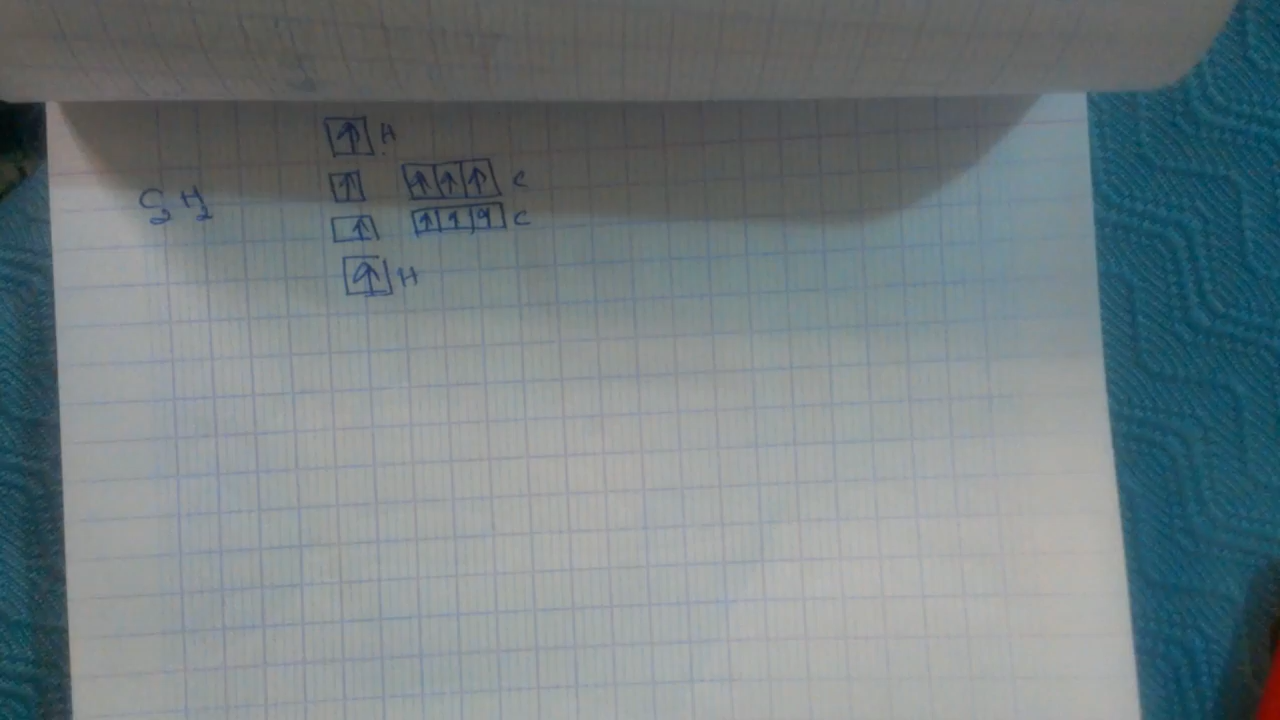 ↑ H
C2H2 ↑ ↑ ↑ ↑ C
↑ ↑ ↑ ↑ C
↑ H